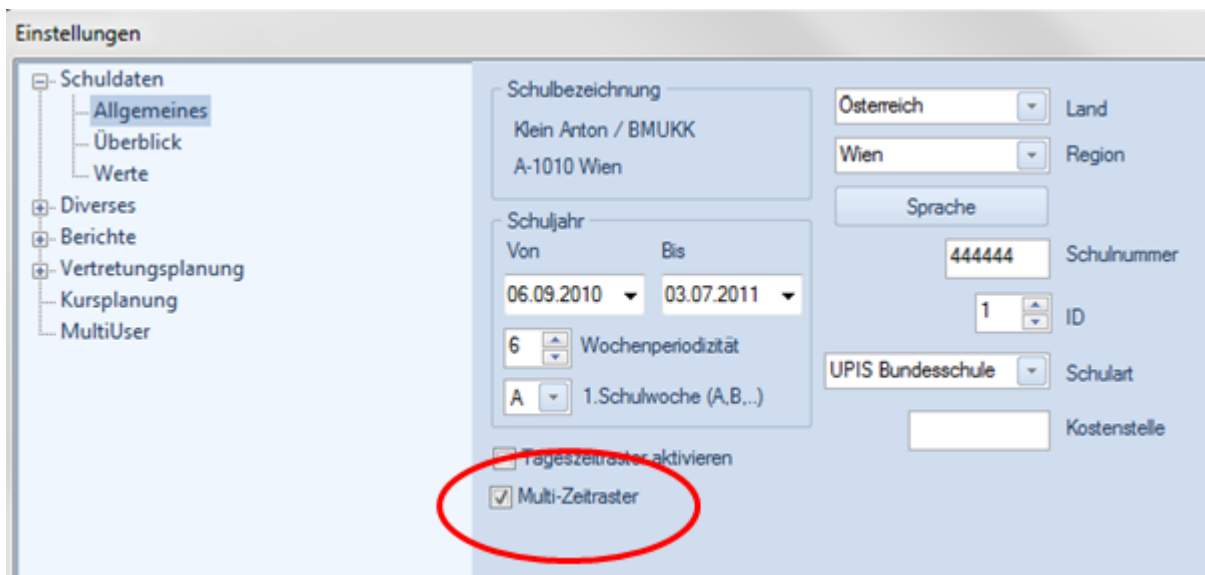 Einstellungen
Schuldaten
Allgemeines
Überblick
Werte
Diverses
Berichte
Vertretungsplanung
Kursplanung
MultiUser
Schulbezeichnung
Klein Anton / BMUKK
A-1010 Wien
Schuljahr
Von Bis
06.09.2010 03.07.2011
6 Wochenperiodizität
A 1.Schulwoche (A,B,..)
Tageszeitraster aktivieren
Multi-Zeitraster
Österreich Land
Wien Region
Sprache
444444 Schulnummer
1 ID
UPIS Bundesschule Schulart
Kostenstelle